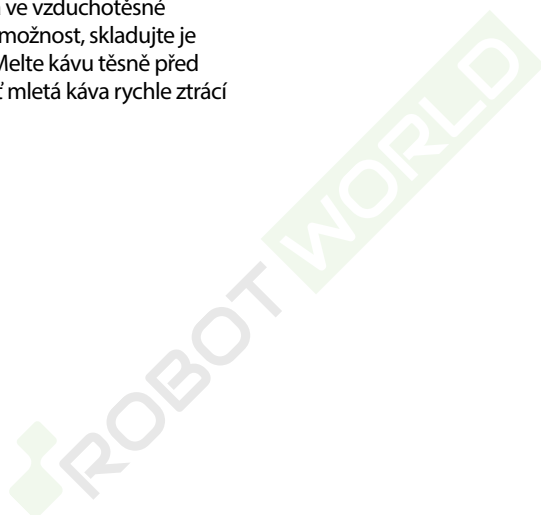 ve vzduchotěsné
možnost, skladujte je
Melte kávu těsně před
mletá káva rychle ztrácí
ROBOT WORLD